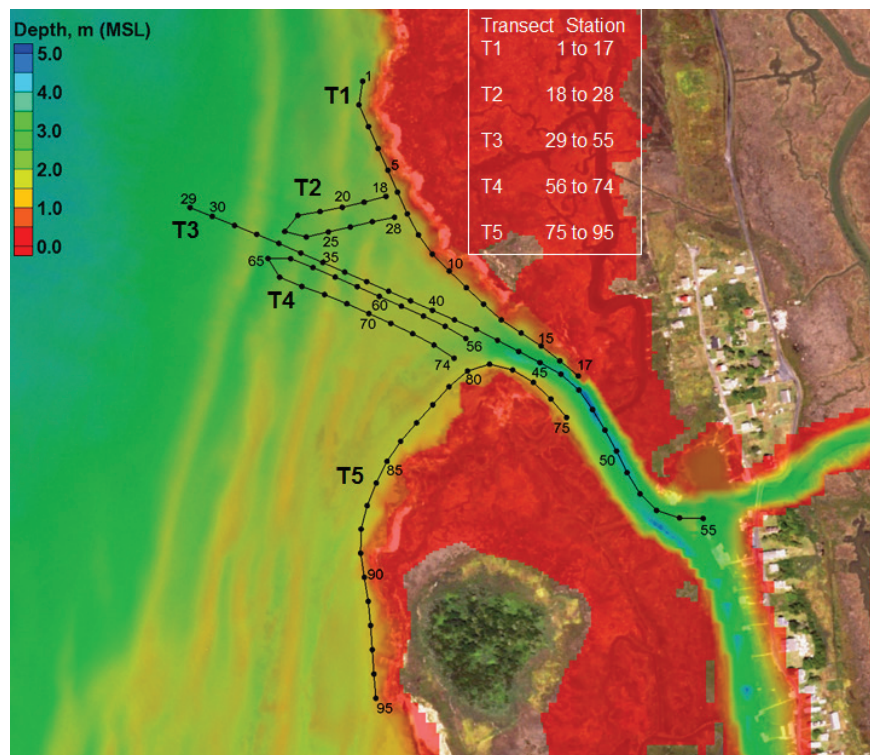 Depth, m (MSL)
5.0
4.0
3.0
2.0
1.0
0.0
Transect Station
T1 1 to 17
T2 18 to 28
T3 29 to 55
T4 56 to 74
T5 75 to 95
1
T1
5
T2
20
18
29
30
28
25
T3
10
65
35
T4
60
40
70
15
56
17
74
45
80
75
50
85
T5
55
90
95